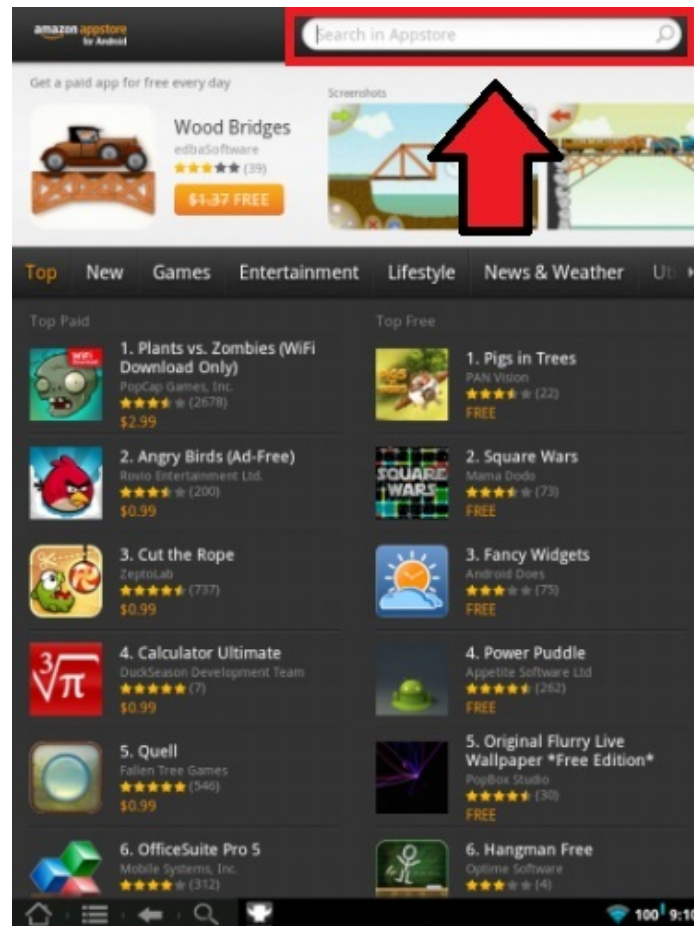 amazon appstore
for Android
Search in Appstore
Get a paid app for free every day
Screenshots
Wood Bridges
edbaSoftware
(39)
$1.37 FREE
Top New Games Entertainment Lifestyle News & Weather Uti
Top Paid
1. Plants vs. Zombies (WiFi
Download Only)
PopCap Games, Inc.
(2678)
$2.99
2. Angry Birds (Ad-Free)
Rovio Entertainment Ltd.
(200)
$0.99
3. Cut the Rope
ZeptoLab
(737)
$0.99
3√π
4. Calculator Ultimate
DuckSeason Development Team
(7)
$0.99
5. Quell
Fallen Tree Games
(546)
$0.99
6. OfficeSuite Pro 5
Mobile Systems, Inc.
(312)
Top Free
1. Pigs in Trees
PAN Vision
(22)
FREE
SQUARE
WARS
2. Square Wars
Mama Dodo
(73)
FREE
3. Fancy Widgets
Android Does
(75)
FREE
4. Power Puddle
Appetite Software Ltd
(262)
FREE
5. Original Flurry Live
Wallpaper *Free Edition*
PopBox Studio
(30)
FREE
6. Hangman Free
Optime Software
(4)
100 9:10